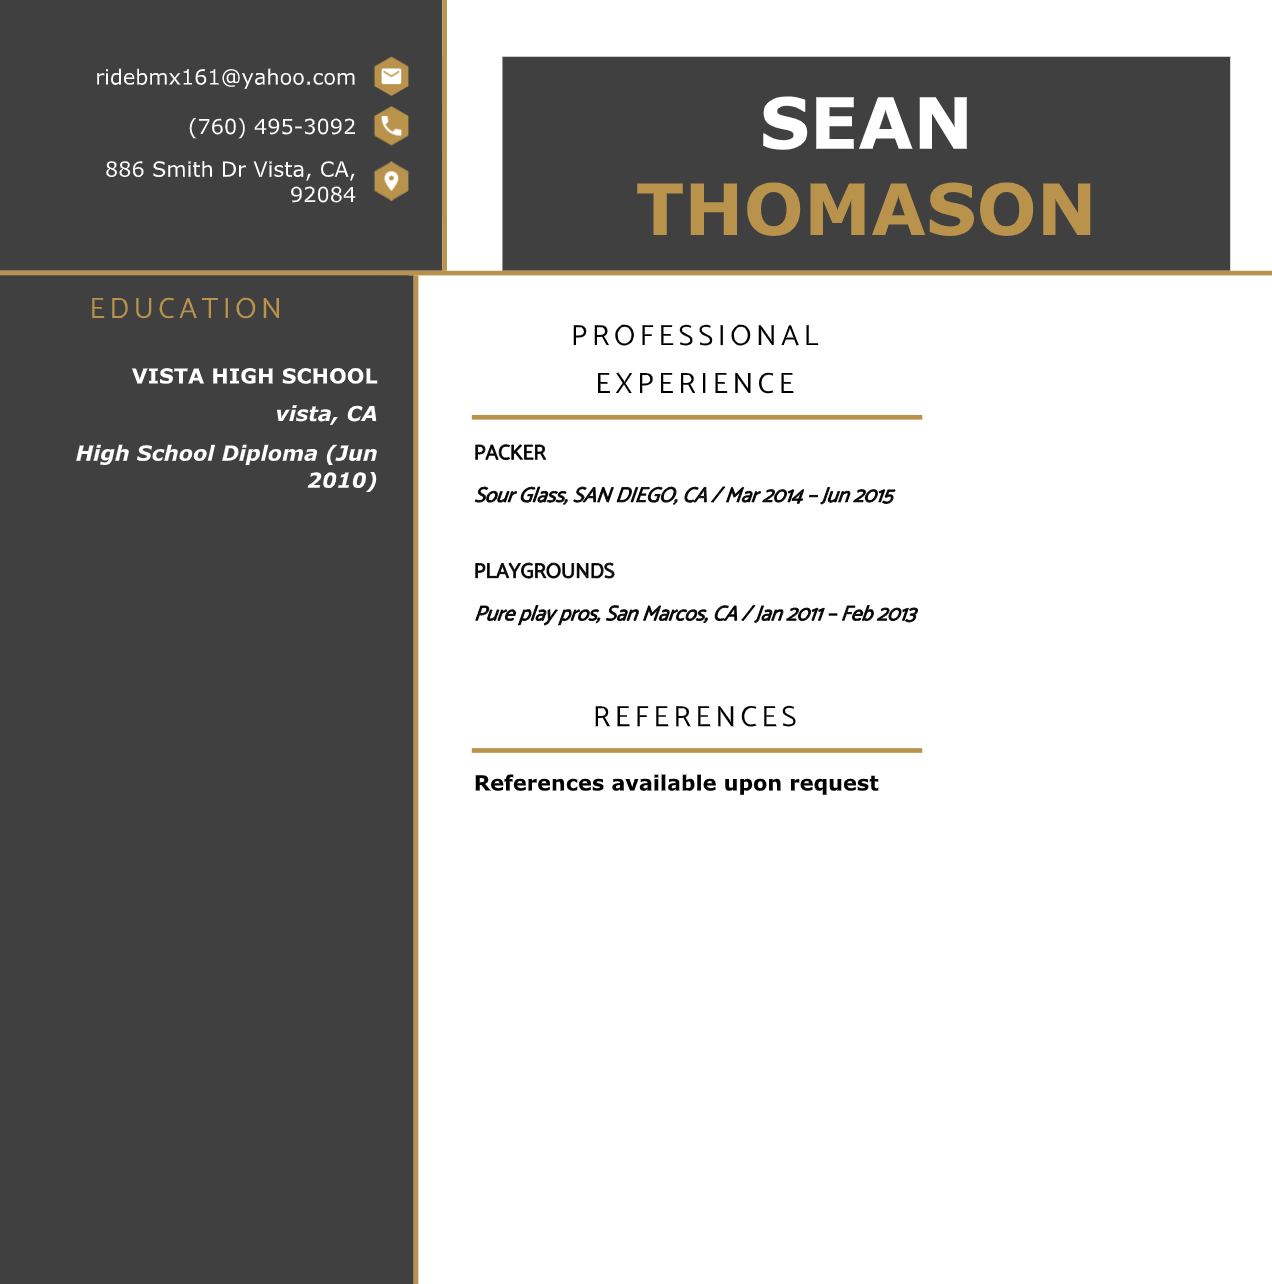 ridebmx161@yahoo.com
(760) 495-3092
886 Smith Dr Vista, CA,
92084
SEAN
THOMASON
EDUCATION
VISTA HIGH SCHOOL
vista, CA
High School Diploma (Jun
2010)
PROFESSIONAL
EXPERIENCE
PACKER
Sour Glass, SAN DIEGO, CA / Mar 2014 – Jun 2015
PLAYGROUNDS
Pure play pros, San Marcos, CA / Jan 2011 – Feb 2013
REFERENCES
References available upon request